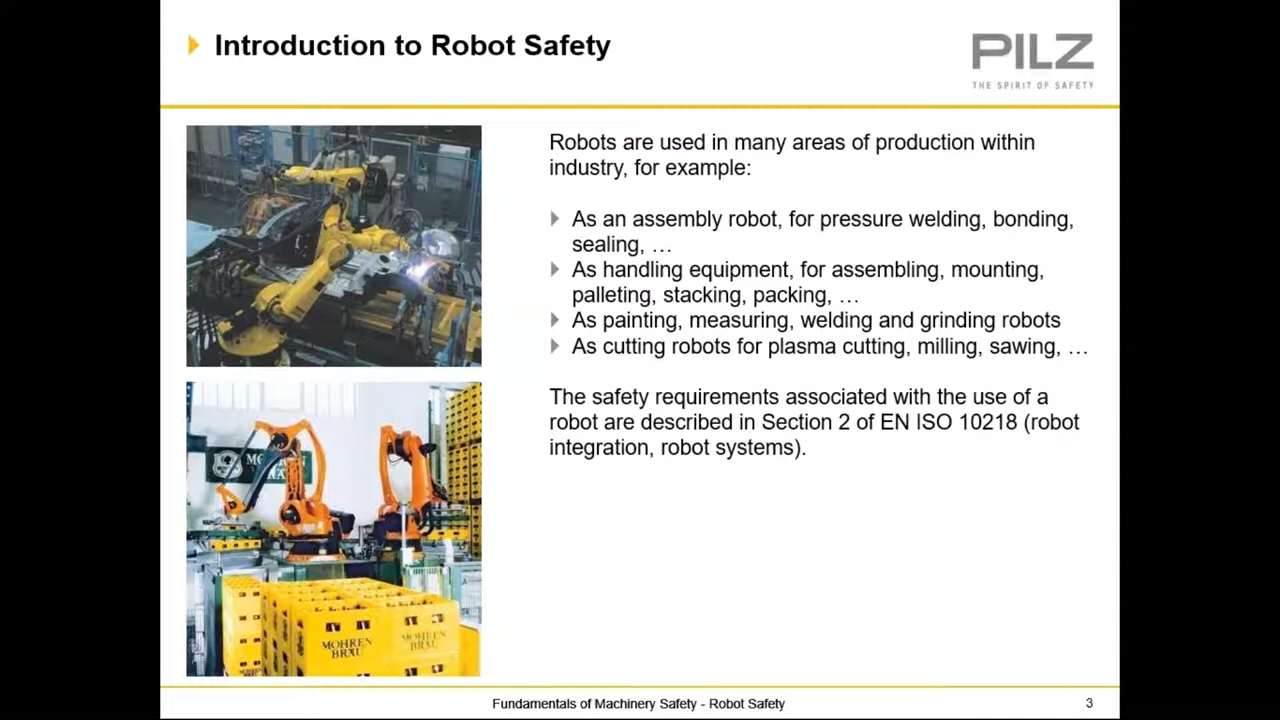 Introduction to Robot Safety
PILZ
THE SPIRIT OF SAFETY
Robots are used in many areas of production within
industry, for example:
As an assembly robot, for pressure welding, bonding,
sealing, …
As handling equipment, for assembling, mounting,
palleting, stacking, packing, …
As painting, measuring, welding and grinding robots
As cutting robots for plasma cutting, milling, sawing, …
The safety requirements associated with the use of a
robot are described in Section 2 of EN ISO 10218 (robot
integration, robot systems).
MOHREN
BRÄU
MOHREN
BRÄU
Fundamentals of Machinery Safety - Robot Safety
3